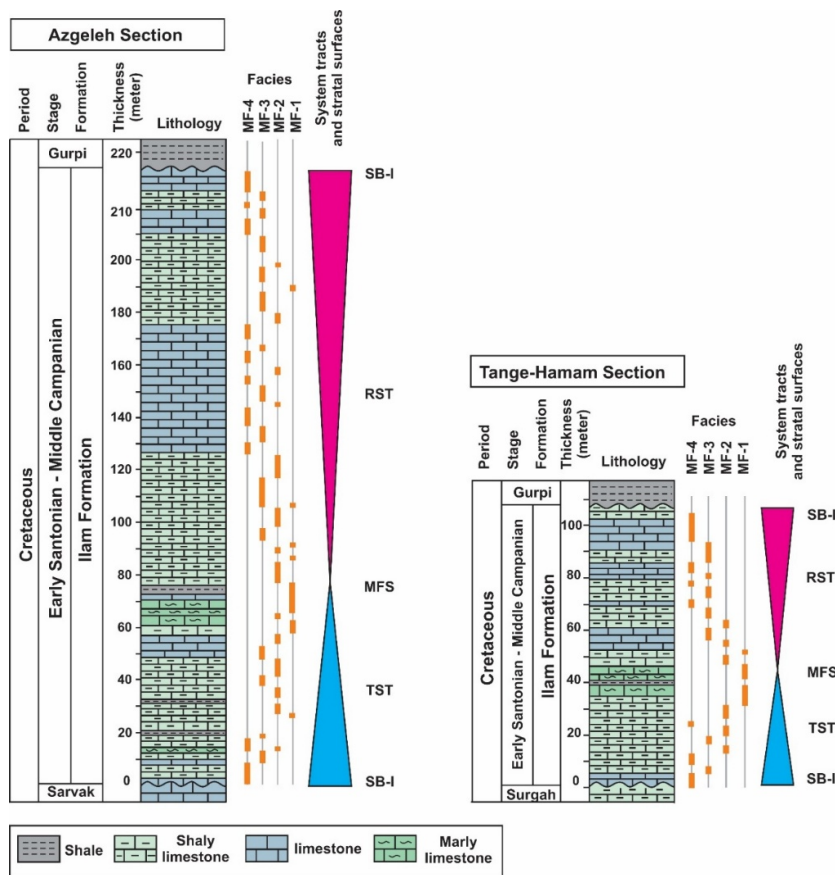 Azgeleh Section
Period
Stage
Formation
Thickness
(meter)
Lithology
Facies
MF-4
MF-3
MF-2
MF-1
System tracts
and stratal surfaces
Cretaceous
Early Santonian - Middle Campanian
Ilam Formation
Gurpi
Sarvak
220
210
200
180
160
140
120
100
80
60
40
20
0
SB-I
RST
MFS
TST
SB-I
Tange-Hamam Section
Period
Stage
Formation
Thickness
(meter)
Lithology
Facies
MF-4
MF-3
MF-2
MF-1
System tracts
and stratal surfaces
Cretaceous
Early Santonian - Middle Campanian
Ilam Formation
Gurpi
Surgah
100
80
60
40
20
0
SB-I
RST
MFS
TST
SB-I
Shale
Shaly
limestone
limestone
Marly
limestone